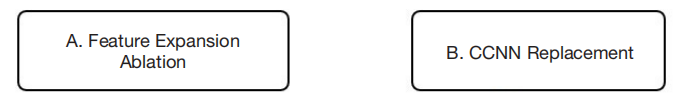 A. Feature Expansion
Ablation
B. CCNN Replacement